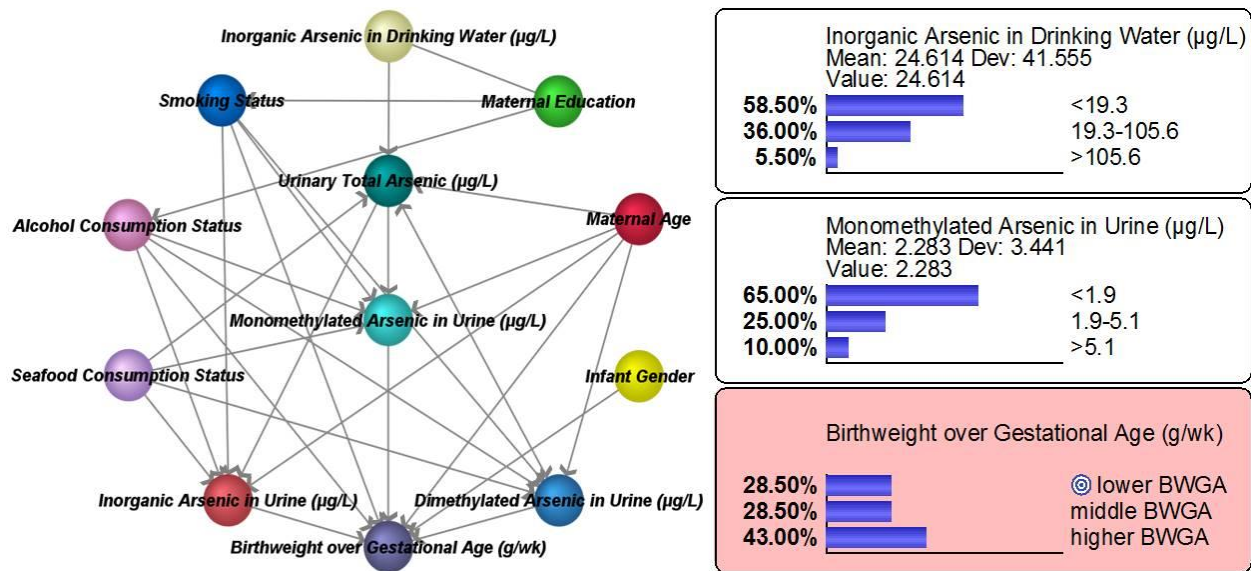 Inorganic Arsenic in Drinking Water (µg/L)
Smoking Status
Maternal Education
Urinary Total Arsenic (µg/L)
Alcohol Consumption Status
Maternal Age
Monomethylated Arsenic in Urine (µg/L)
Seafood Consumption Status
Infant Gender
Inorganic Arsenic in Urine (µg/L)
Dimethylated Arsenic in Urine (µg/L)
Birthweight over Gestational Age (g/wk)
Inorganic Arsenic in Drinking Water (µg/L)
Mean: 24.614 Dev: 41.555
Value: 24.614
58.50% <19.3
36.00% 19.3-105.6
5.50% >105.6
Monomethylated Arsenic in Urine (µg/L)
Mean: 2.283 Dev: 3.441
Value: 2.283
65.00% <1.9
25.00% 1.9-5.1
10.00% >5.1
Birthweight over Gestational Age (g/wk)
28.50% lower BWGA
28.50% middle BWGA
43.00% higher BWGA